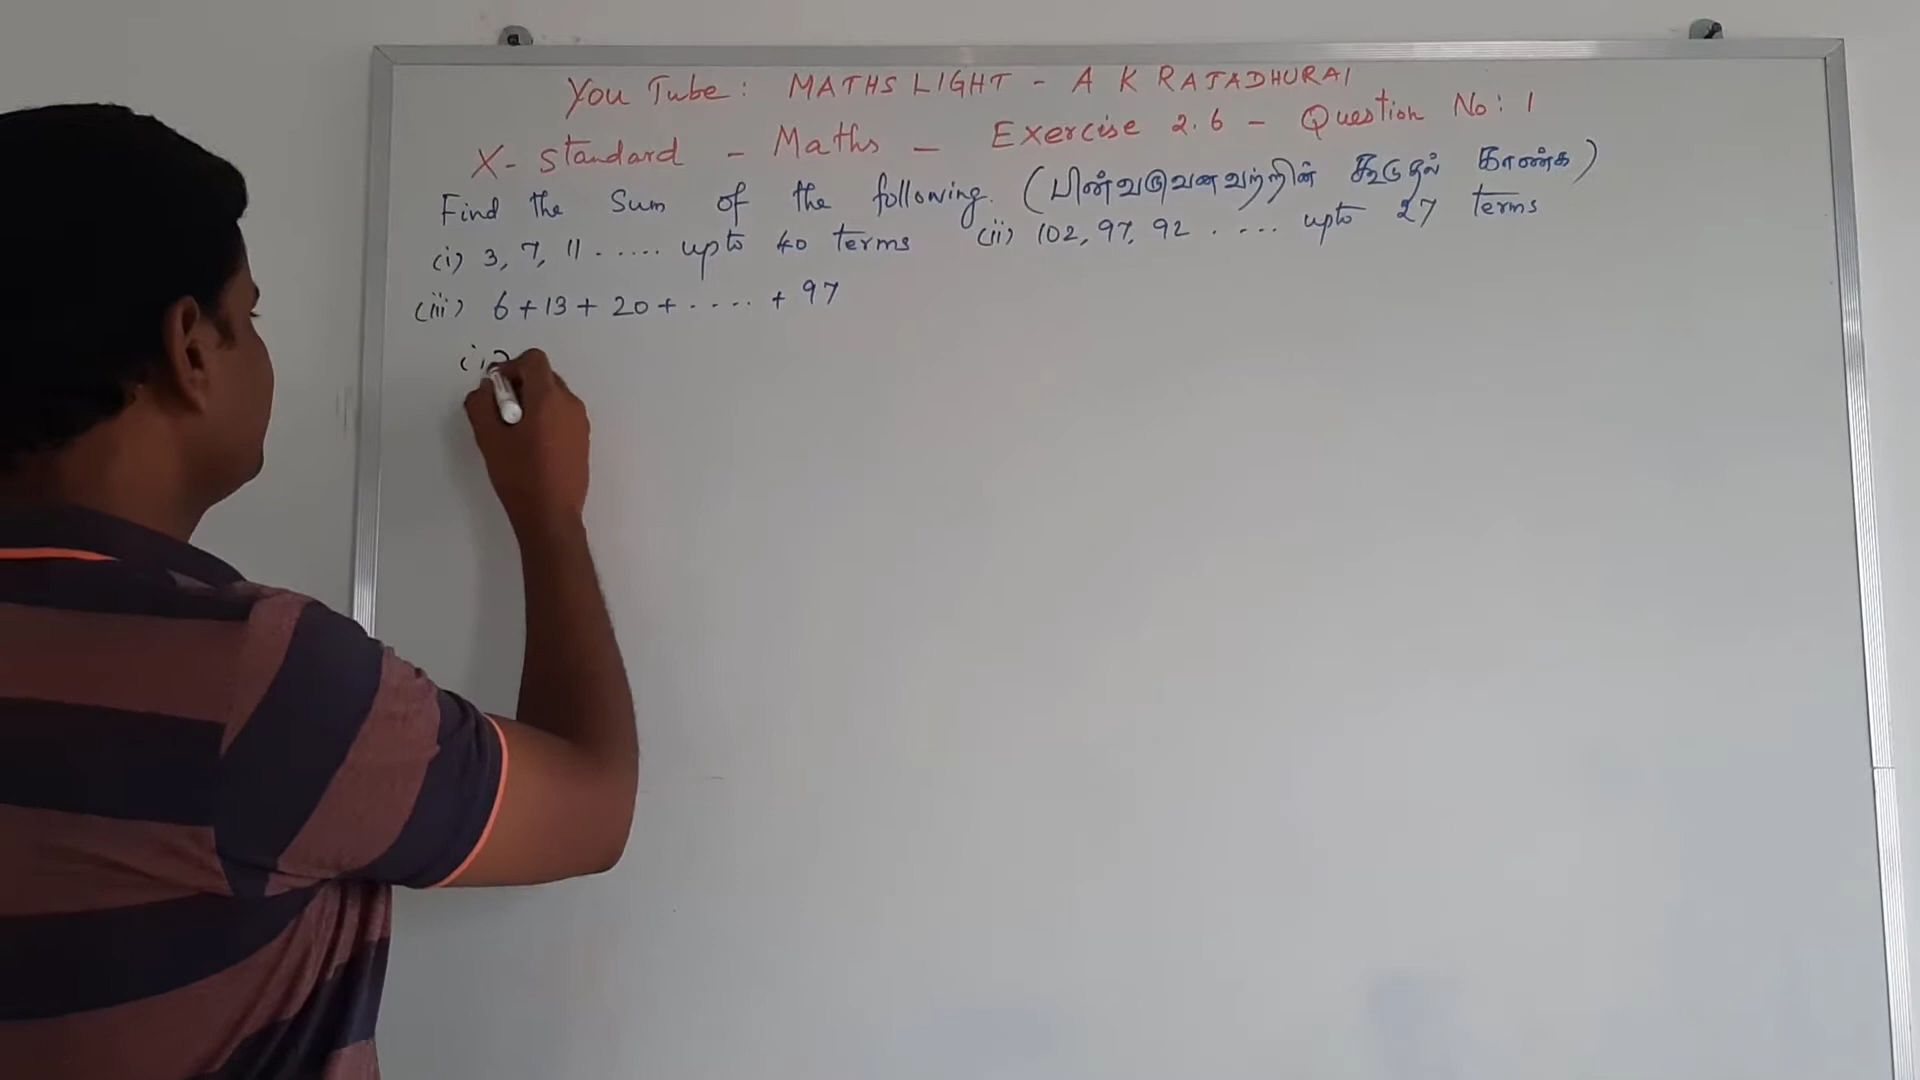 You Tube: MATHS LIGHT - A K RAJADHURAI
X- standard - Maths - Exercise 2.6 - Question No: 1
Find the Sum of the following. (பின்வருவனவற்றின் கூடுதல் காண்க)
(i) 3, 7, 11 ..... upto 40 terms (ii) 102, 97, 92 . .... upto 27 terms
(iii) 6 + 13 + 20 + ..... + 97
(i)